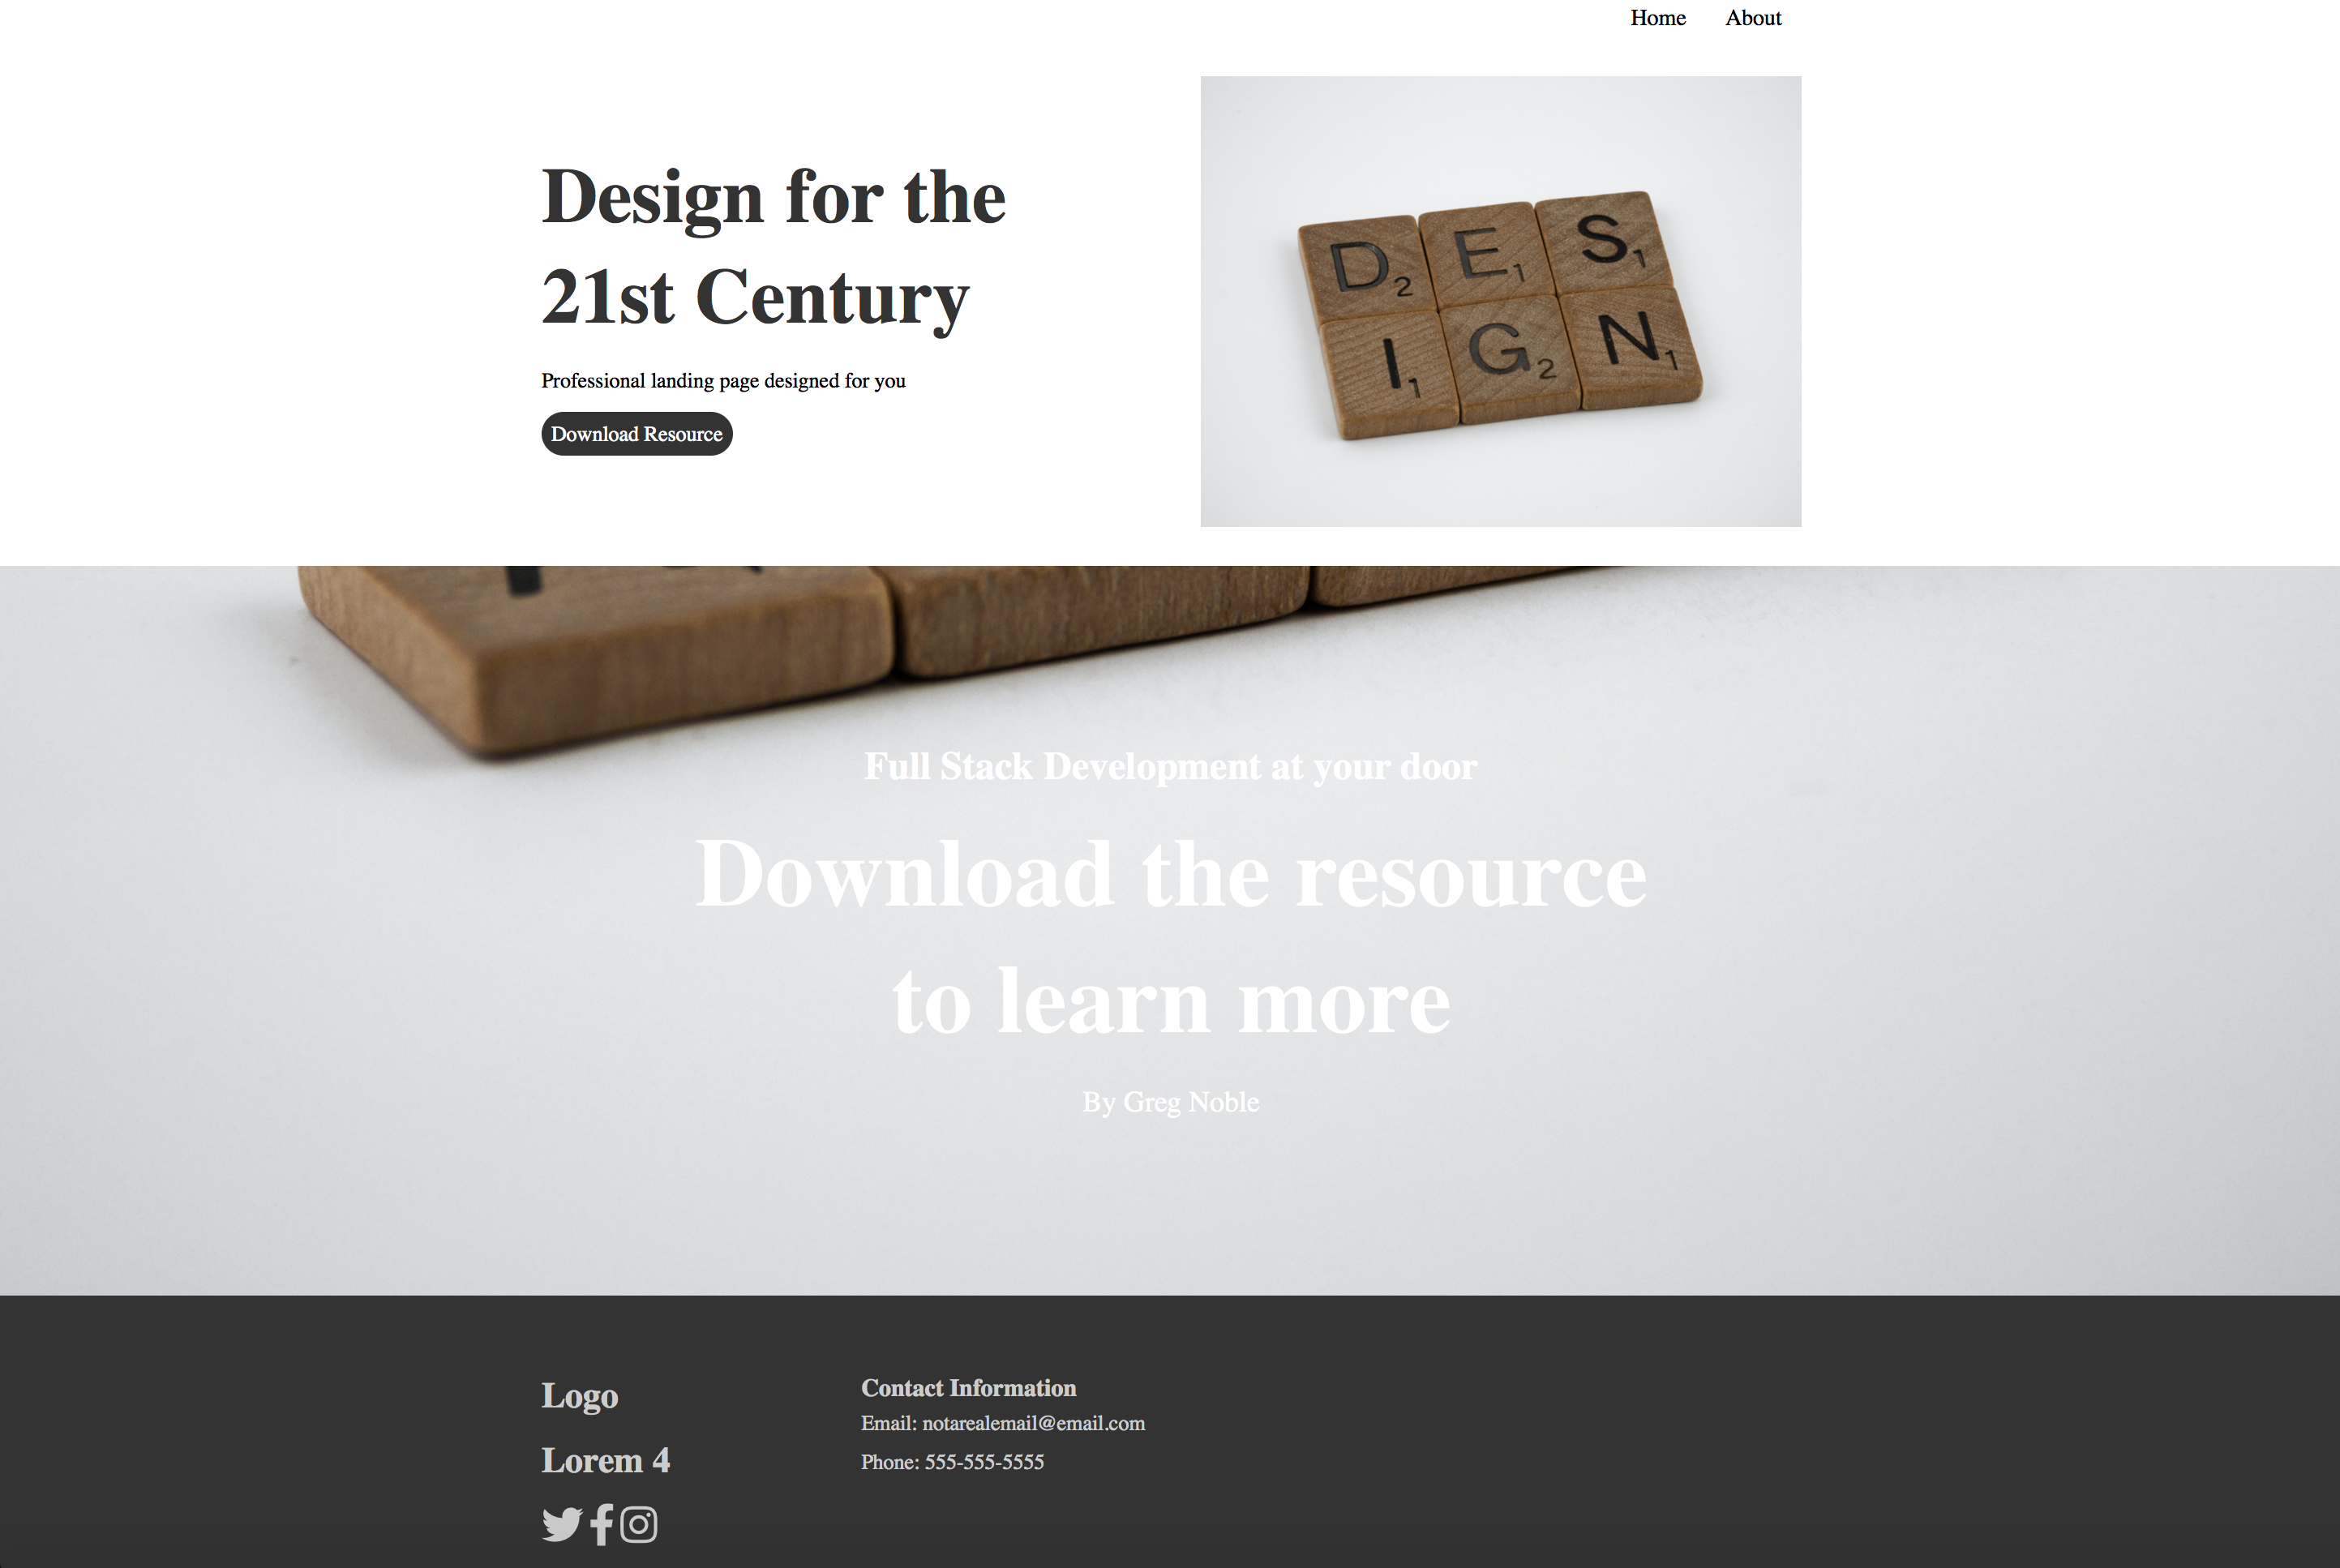 Home About
Design for the
21st Century
Professional landing page designed for you
Download Resource
D2 E1 S1
I1 G2 N1
Full Stack Development at your door
Download the resource
to learn more
By Greg Noble
Logo
Lorem 4
Contact Information
Email: notarealemail@email.com
Phone: 555-555-5555